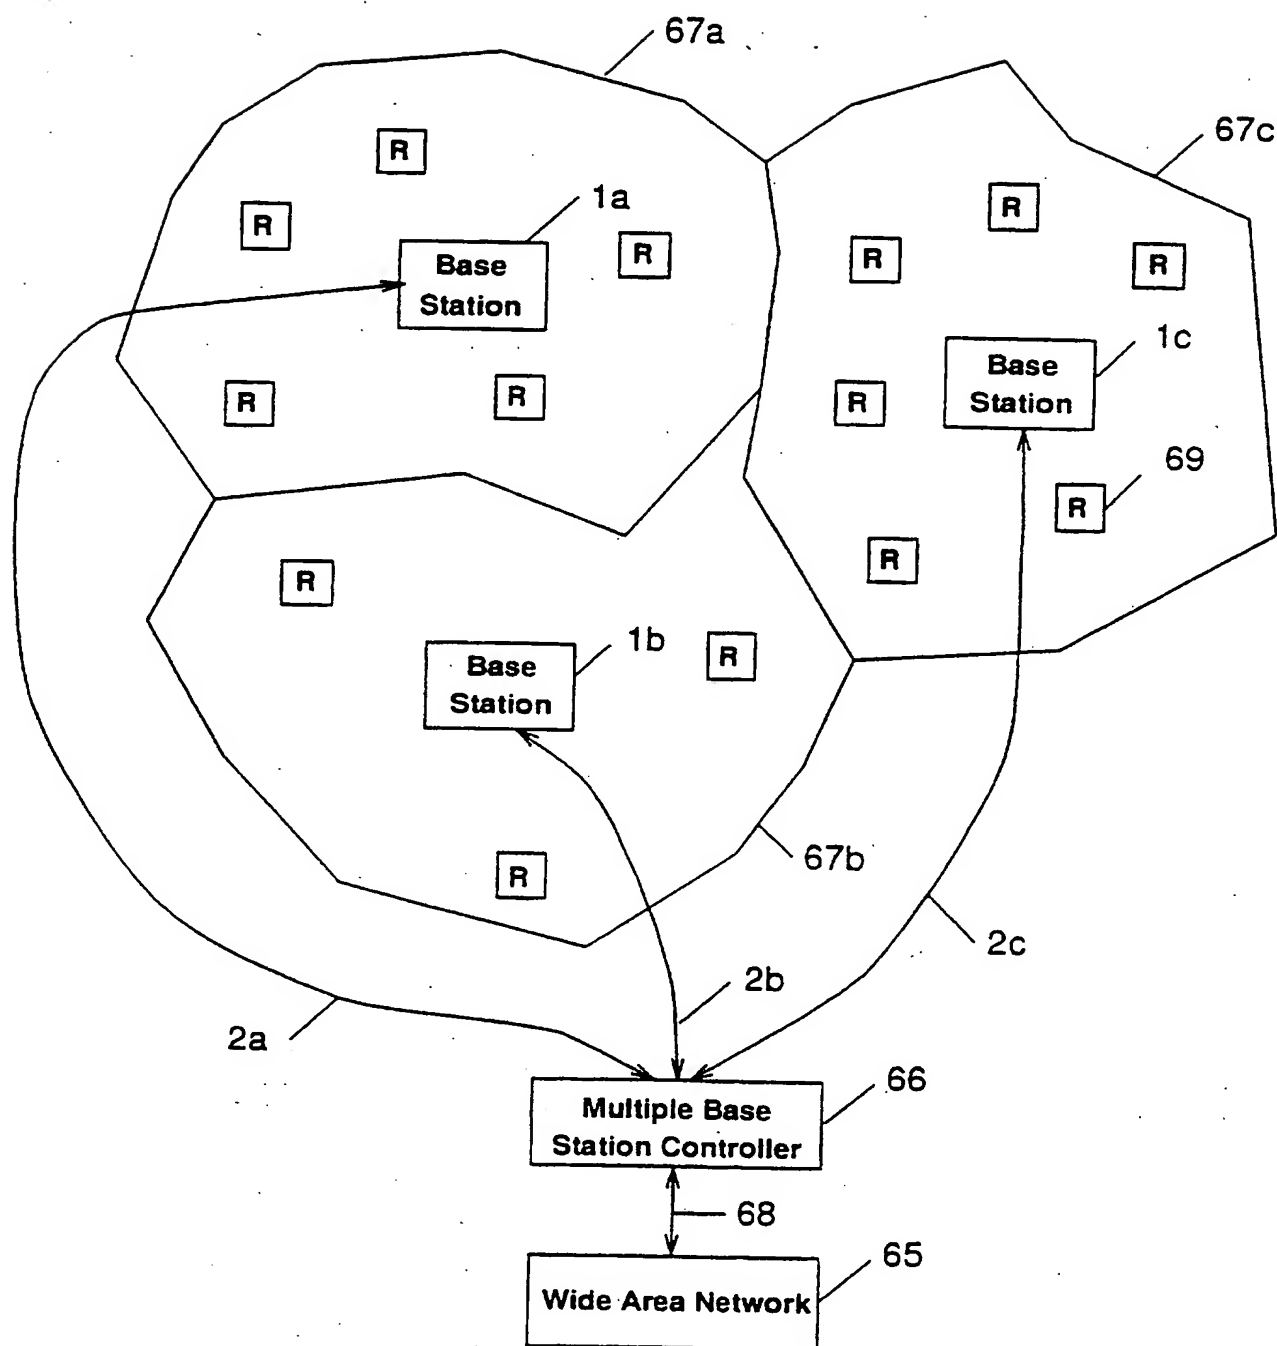 67a
67c
R
1a
R
R
R
R
R
Base
Station
1c
Base
Station
R
R
R
69
R
R
R
1b
R
Base
Station
67b
R
2c
2b
2a
66
Multiple Base
Station Controller
68
65
Wide Area Network